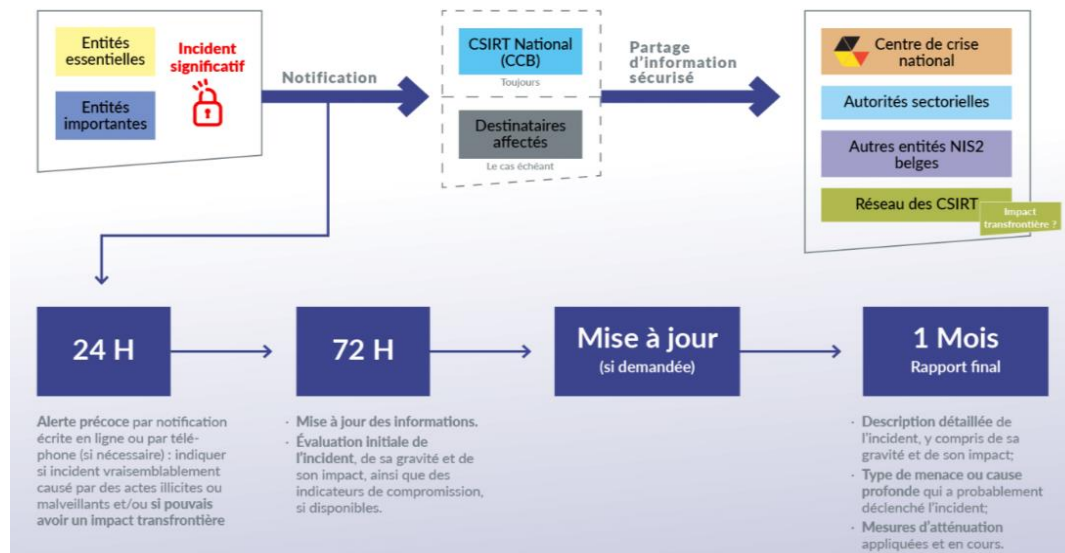 Entités
essentielles
Incident
significatif
Entités
importantes
Notification
CSIRT National
(CCB)
Toujours
Destinataires
affectés
Le cas échéant
Partage
d'information
sécurisé
Centre de crise
national
Autorités sectorielles
Autres entités NIS2
belges
Réseau des CSIRT
Impact
transfrontière ?
24 H
Alerte précoce par notification
écrite en ligne ou par télé-
phone (si nécessaire) : indiquer
si incident vraisemblablement
causé par des actes illicites ou
malveillants et/ou si pouvais
avoir un impact transfrontière
72 H
· Mise à jour des informations.
· Évaluation initiale de
l'incident, de sa gravité et de
son impact, ainsi que des
indicateurs de compromission,
si disponibles.
Mise à jour
(si demandée)
1 Mois
Rapport final
· Description détaillée de
l'incident, y compris de sa
gravité et de son impact;
· Type de menace ou cause
profonde qui a probablement
déclenché l'incident;
· Mesures d'atténuation
appliquées et en cours.